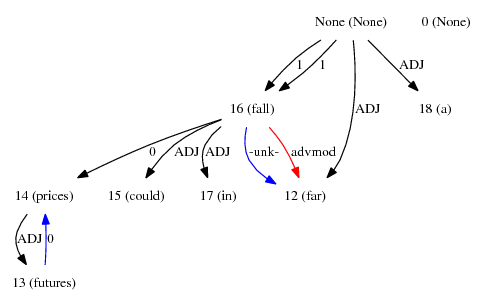 None (None) 0 (None)
1 1 ADJ
16 (fall) ADJ 18 (a)
0 ADJ ADJ -unk- advmod
14 (prices) 15 (could) 17 (in) 12 (far)
ADJ 0
13 (futures)